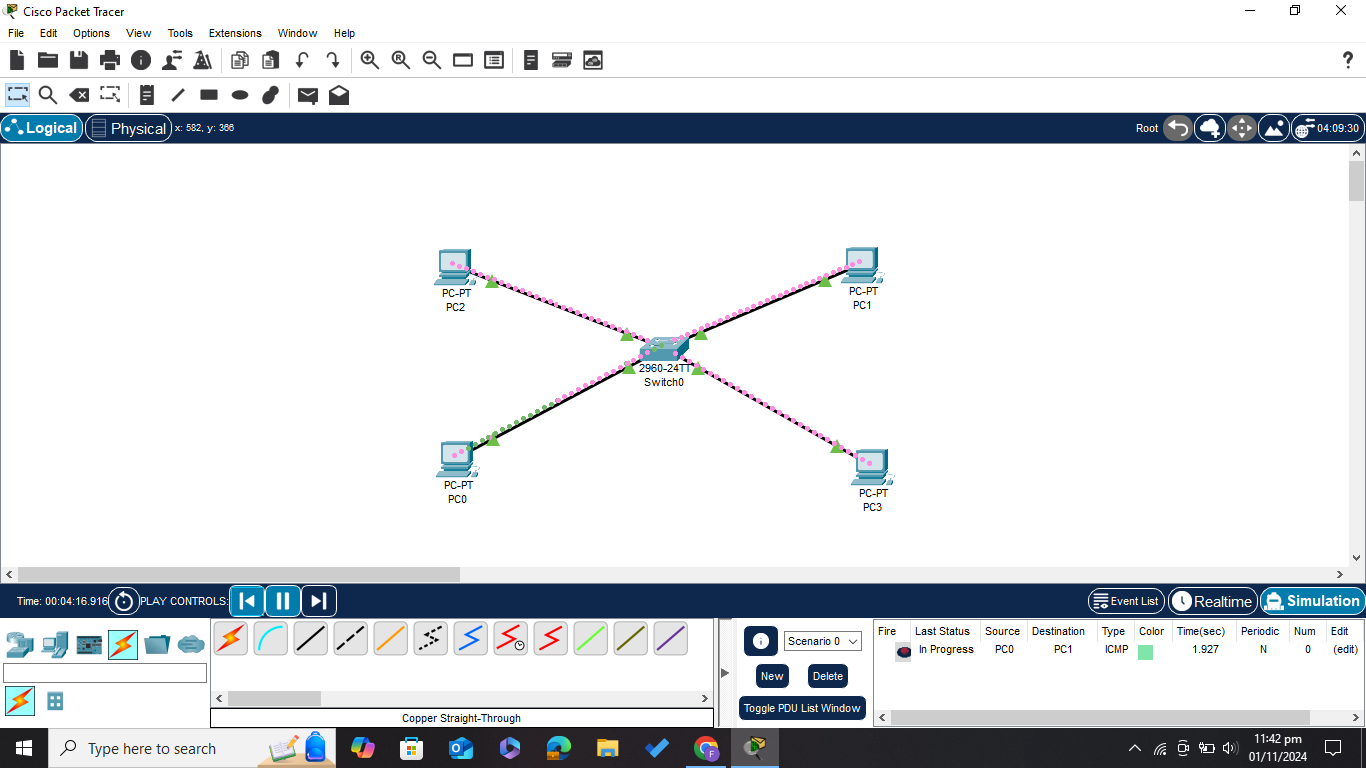 Cisco Packet Tracer
File Edit Options View Tools Extensions Window Help
Logical Physical x: 582, y: 366 Root 04:09:30
PC-PT
PC2
PC-PT
PC1
2960-24TT
Switch0
PC-PT
PC0
PC-PT
PC3
Time: 00:04:16.916 PLAY CONTROLS: Event List Realtime Simulation
Scenario 0
New Delete
Toggle PDU List Window
Fire Last Status Source Destination Type Color Time(sec) Periodic Num Edit
In Progress PC0 PC1 ICMP 1.927 N 0 (edit)
Copper Straight-Through
Type here to search
11:42 pm
01/11/2024